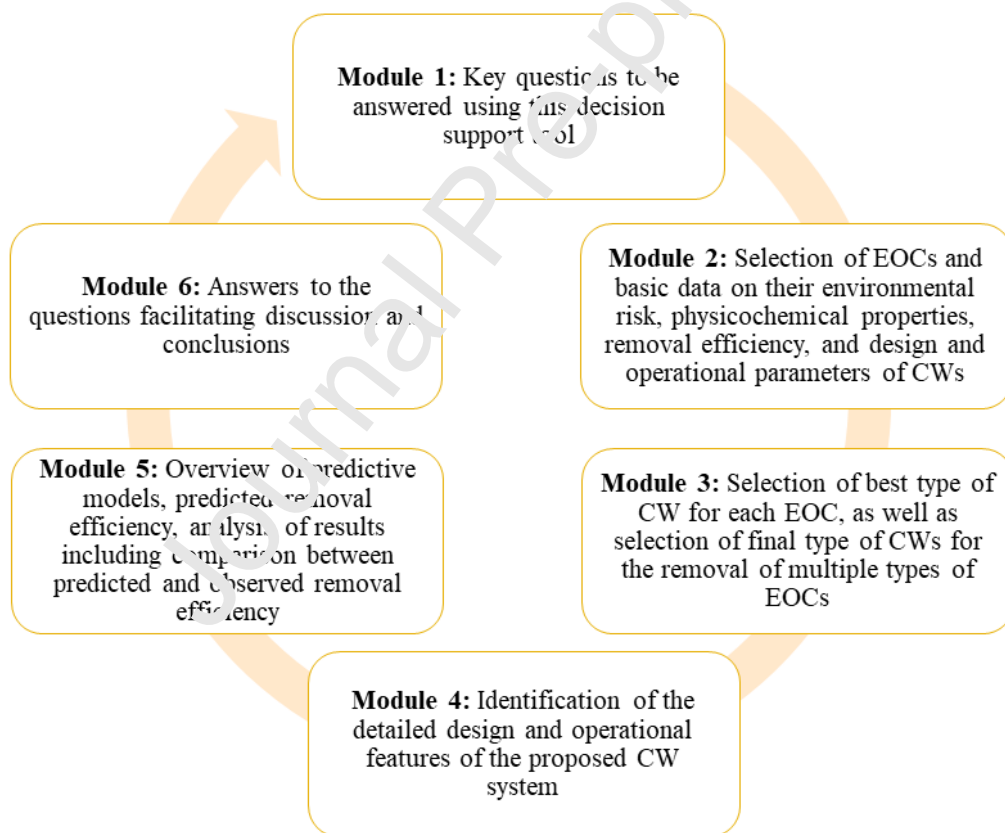 Module 1: Key questions to be
answered using this decision
support tool
Module 2: Selection of EOCs and
basic data on their environmental
risk, physicochemical properties,
removal efficiency, and design and
operational parameters of CWs
Module 3: Selection of best type of
CW for each EOC, as well as
selection of final type of CWs for
the removal of multiple types of
EOCs
Module 4: Identification of the
detailed design and operational
features of the proposed CW
system
Module 5: Overview of predictive
models, predicted removal
efficiency, analysis of results
including comparison between
predicted and observed removal
efficiency
Module 6: Answers to the
questions facilitating discussion and
conclusions
Journal Pre-p